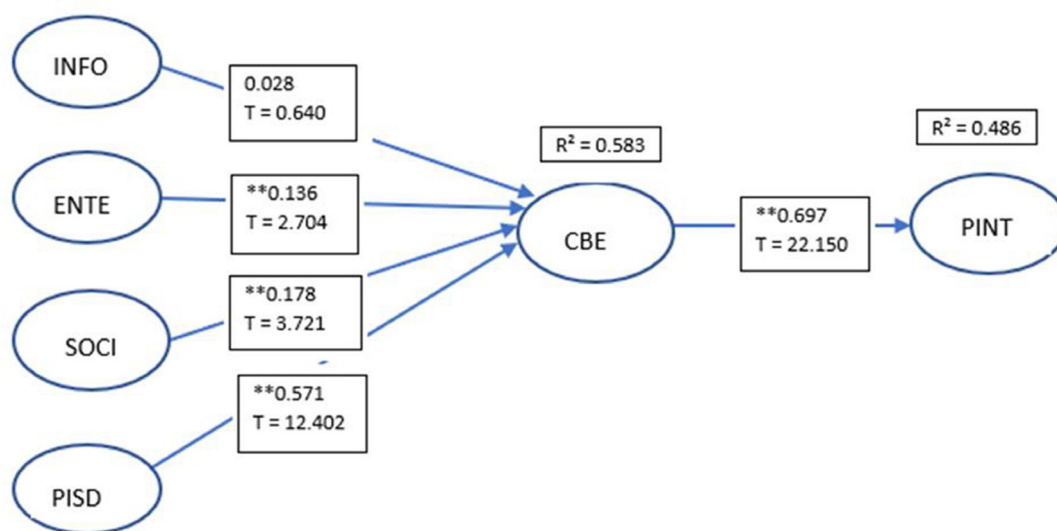 INFO
0.028
T = 0.640
R² = 0.583
R² = 0.486
ENTE
**0.136
T = 2.704
CBE
**0.697
T = 22.150
PINT
SOCI
**0.178
T = 3.721
**0.571
T = 12.402
PISD